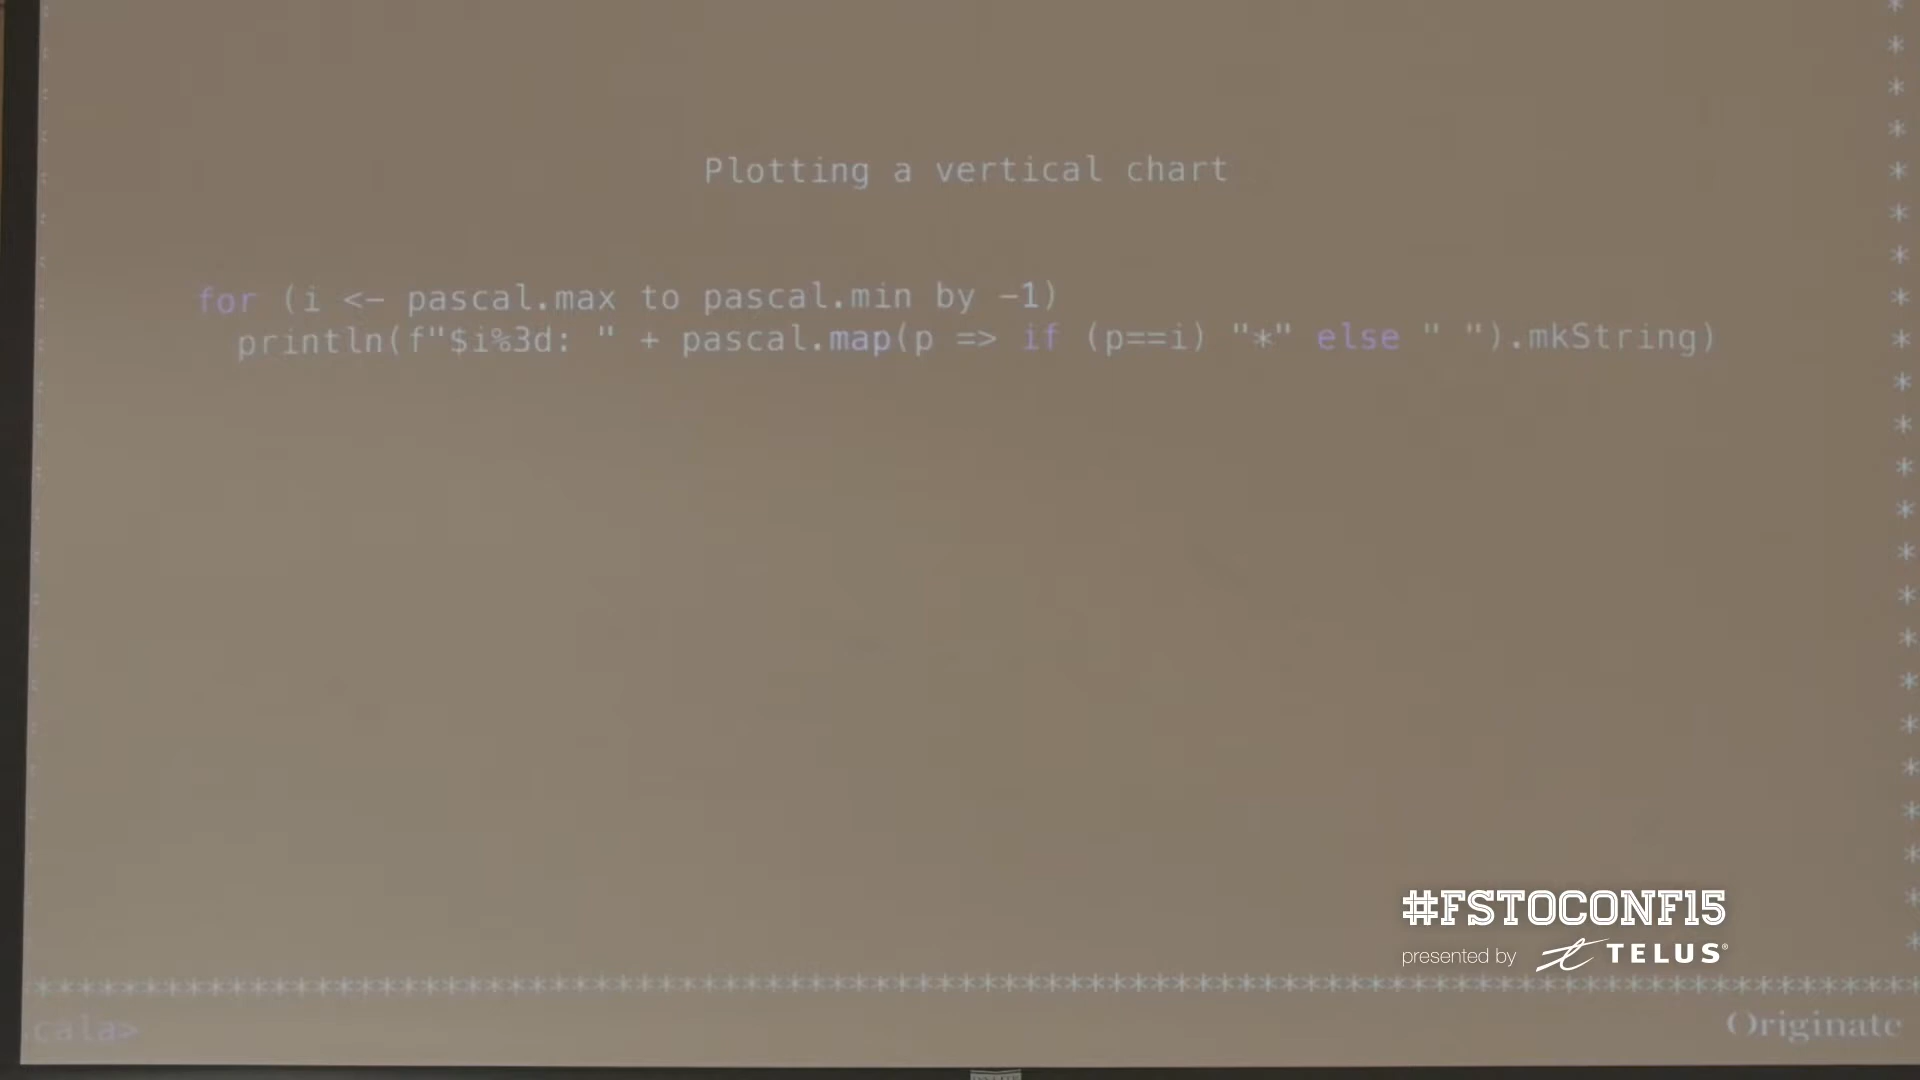 Plotting a vertical chart
for (i <- pascal.max to pascal.min by -1)
  println(f"$i%3d: " + pascal.map(p => if (p==i) "*" else " ").mkString)
#FSTOCONF15
presented by TELUS®
****************************************************************************************
cala>
Originate